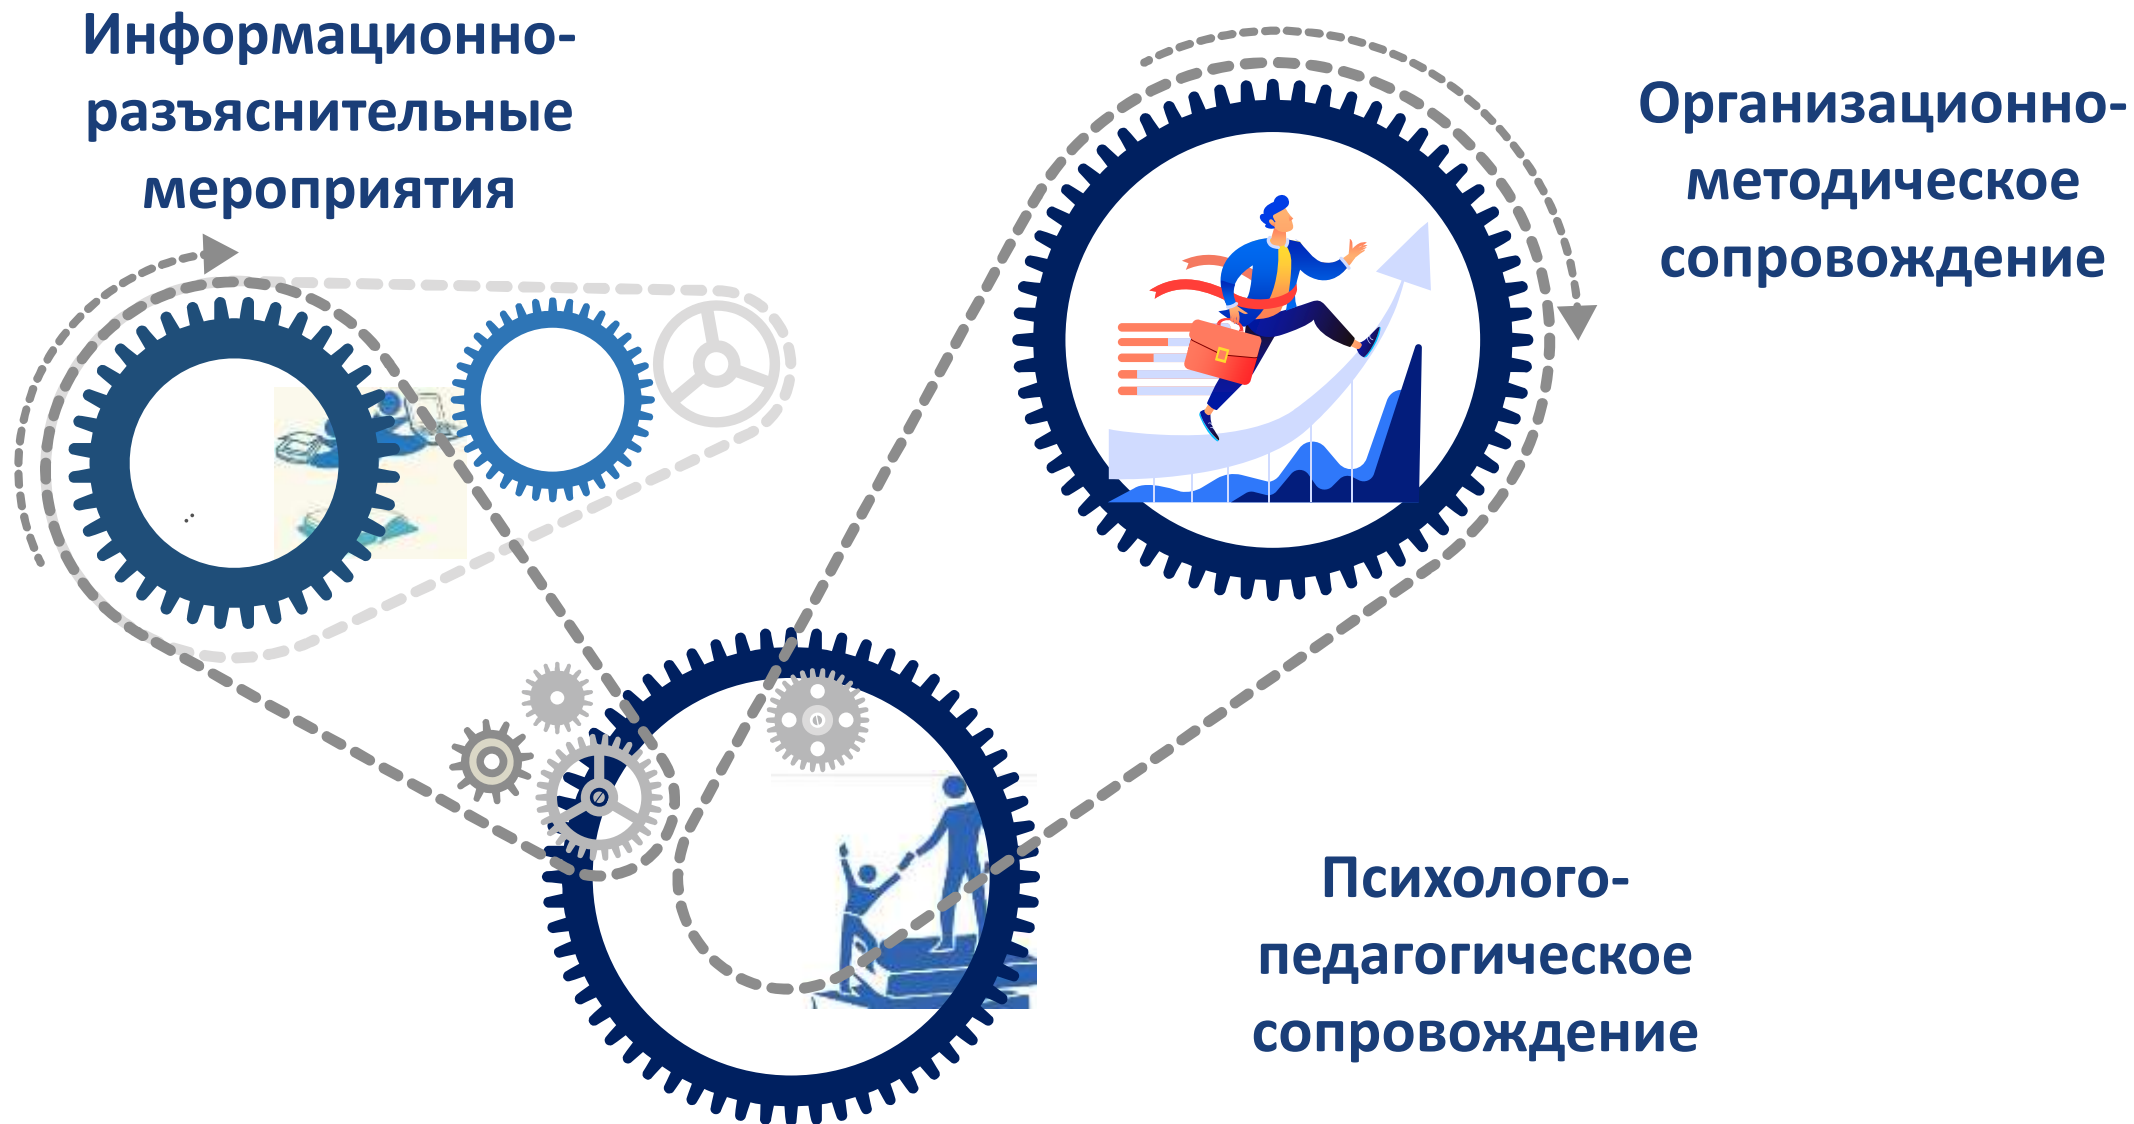 Информационно-
разъяснительные
мероприятия
Организационно-
методическое
сопровождение
Психолого-
педагогическое
сопровождение